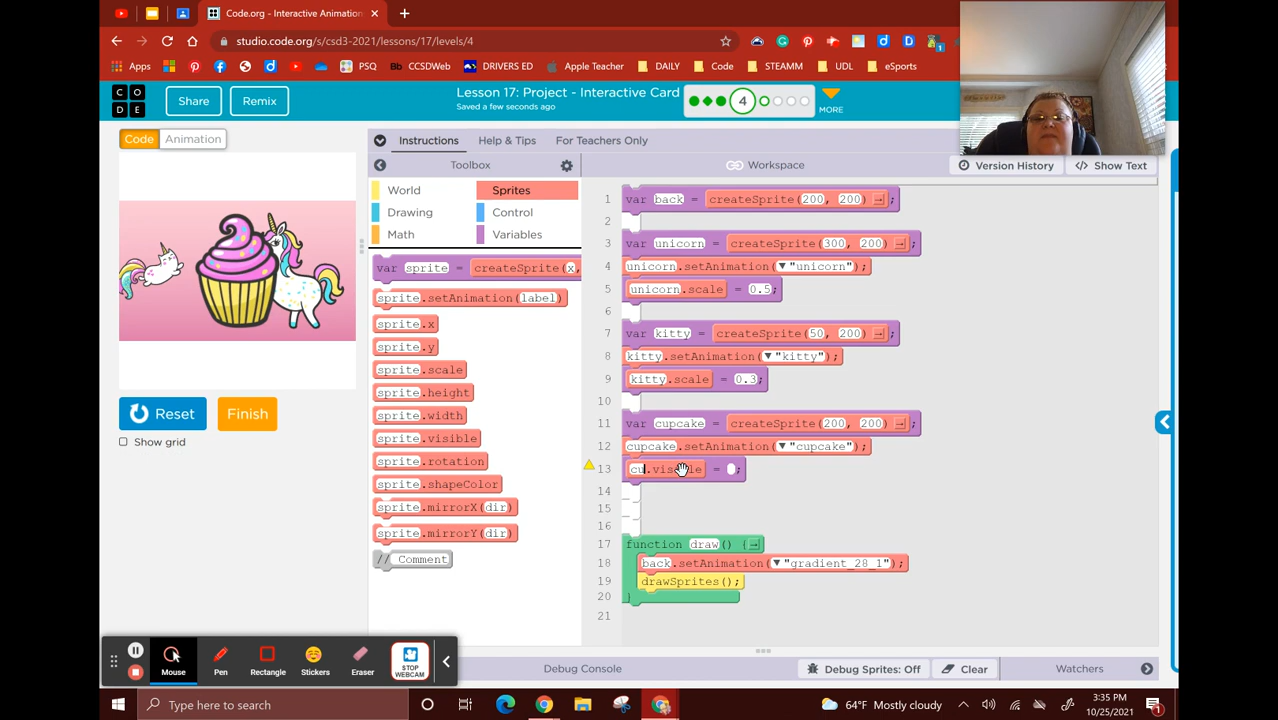 Code.org - Interactive Animation
studio.code.org/s/csd3-2021/lessons/17/levels/4
Apps
PSQ
Bb CCSDWeb
DRIVERS ED
Apple Teacher
DAILY
Code
STEAMM
UDL
eSports
C O
D E
Share
Remix
Lesson 17: Project - Interactive Card
Saved a few seconds ago
4
MORE
Code
Animation
Instructions
Help & Tips
For Teachers Only
Toolbox
Workspace
Version History
</> Show Text
World
Sprites
Drawing
Control
Math
Variables
var sprite = createSprite(x,
sprite.setAnimation(label)
sprite.x
sprite.y
sprite.scale
sprite.height
sprite.width
sprite.visible
sprite.rotation
sprite.shapeColor
sprite.mirrorX(dir)
sprite.mirrorY(dir)
// Comment
1 var back = createSprite(200, 200);
2
3 var unicorn = createSprite(300, 200);
4 unicorn.setAnimation("unicorn");
5 unicorn.scale = 0.5;
6
7 var kitty = createSprite(50, 200);
8 kitty.setAnimation("kitty");
9 kitty.scale = 0.3;
10
11 var cupcake = createSprite(200, 200);
12 cupcake.setAnimation("cupcake");
13 cu.visible = ;
14
15
16
17 function draw() {
18 back.setAnimation("gradient_28_1");
19 drawSprites();
20 }
21
Reset
Finish
Show grid
Mouse
Pen
Rectangle
Stickers
Eraser
STOP WEBCAM
Debug Console
Debug Sprites: Off
Clear
Watchers
Type here to search
64°F Mostly cloudy
3:35 PM
10/25/2021
1